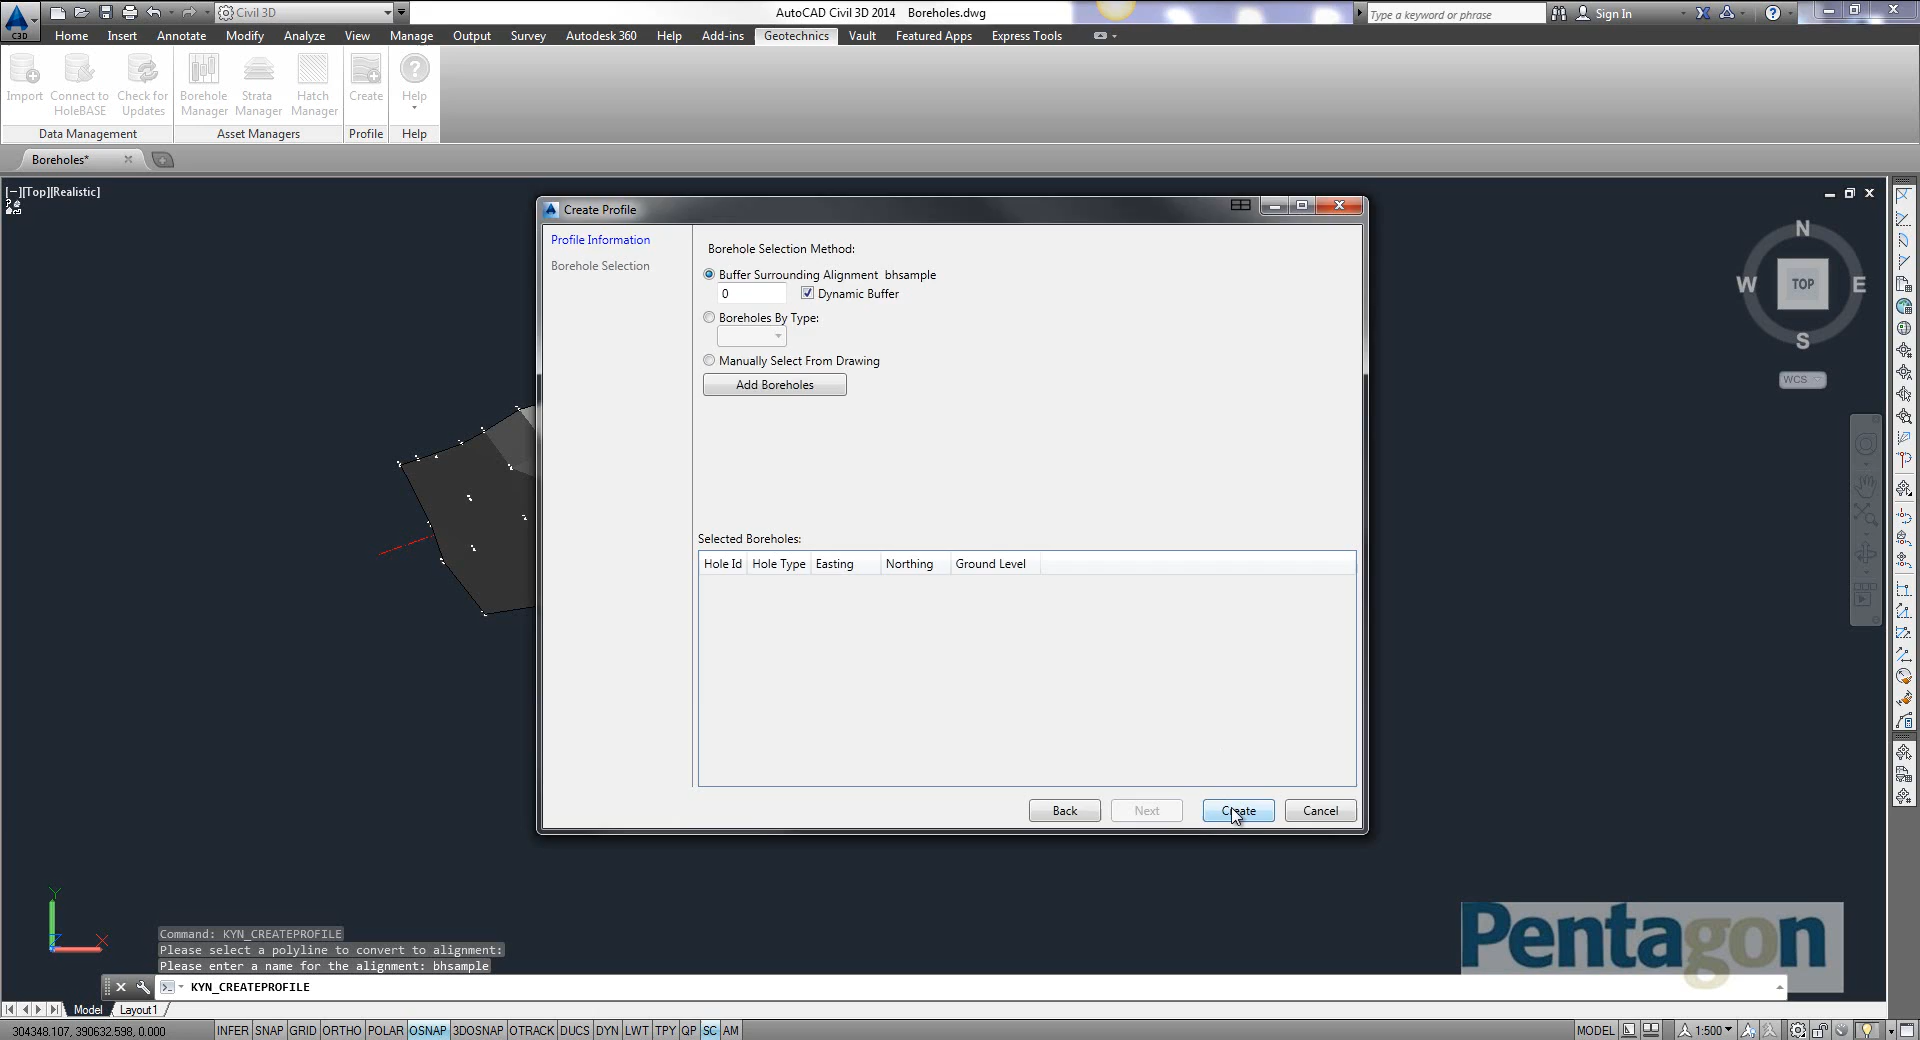 Civil 3D
AutoCAD Civil 3D 2014 Boreholes.dwg
Type a keyword or phrase
Sign In
C3D
Home Insert Annotate Modify Analyze View Manage Output Survey Autodesk 360 Help Add-ins Geotechnics Vault Featured Apps Express Tools
Import
Connect to
HoleBASE
Check for
Updates
Borehole
Manager
Strata
Manager
Hatch
Manager
Create
Help
Data Management Asset Managers Profile Help
Boreholes*
[−][Top][Realistic]
N
W
TOP
E
S
WCS
Create Profile
Profile Information
Borehole Selection
Borehole Selection Method:
Buffer Surrounding Alignment bhsample
0
Dynamic Buffer
Boreholes By Type:
Manually Select From Drawing
Add Boreholes
Selected Boreholes:
Hole Id Hole Type Easting Northing Ground Level
Back Next Create Cancel
Y
X
Z
Pentagon
Command: KYN_CREATEPROFILE
Please select a polyline to convert to alignment:
Please enter a name for the alignment: bhsample
KYN_CREATEPROFILE
Model Layout1
304348.107, 390632.598, 0.000 INFER SNAP GRID ORTHO POLAR OSNAP 3DOSNAP OTRACK DUCS DYN LWT TPY QP SC AM MODEL 1:500